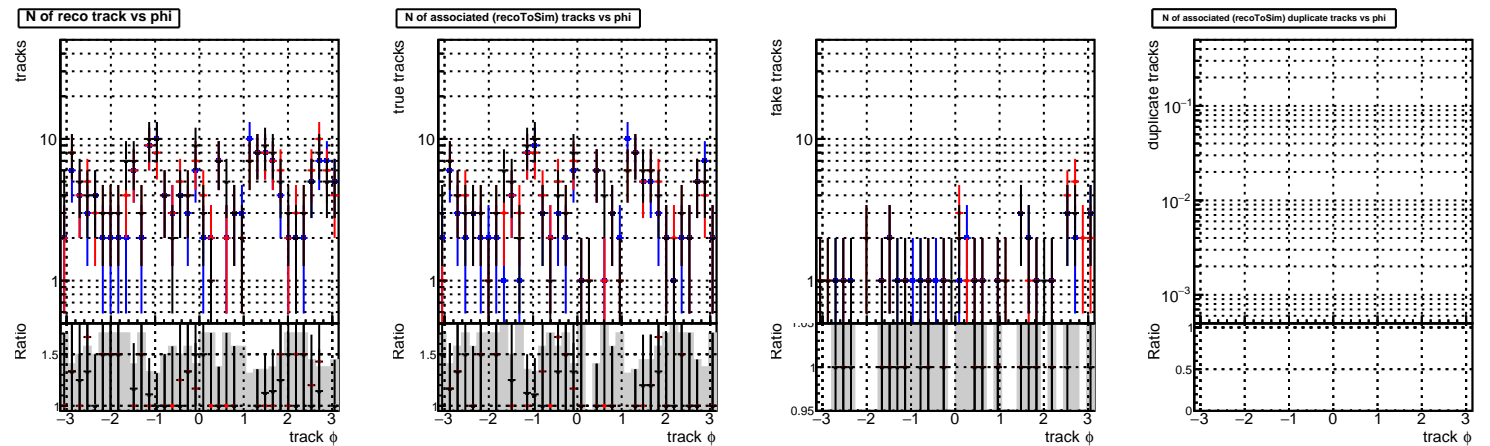 N of reco track vs phi
tracks
10
1
Ratio
1.5
1
−3 −2 −1 0 1 2 3
track ϕ
N of associated (recoToSim) tracks vs phi
true tracks
10
1
Ratio
1.5
1
−3 −2 −1 0 1 2 3
track ϕ
fake tracks
10
1
Ratio
1.05
1
0.95
−3 −2 −1 0 1 2 3
track ϕ
N of associated (recoToSim) duplicate tracks vs phi
duplicate tracks
10⁻¹
10⁻²
10⁻³
Ratio
1
0.5
0
−3 −2 −1 0 1 2 3
track ϕ